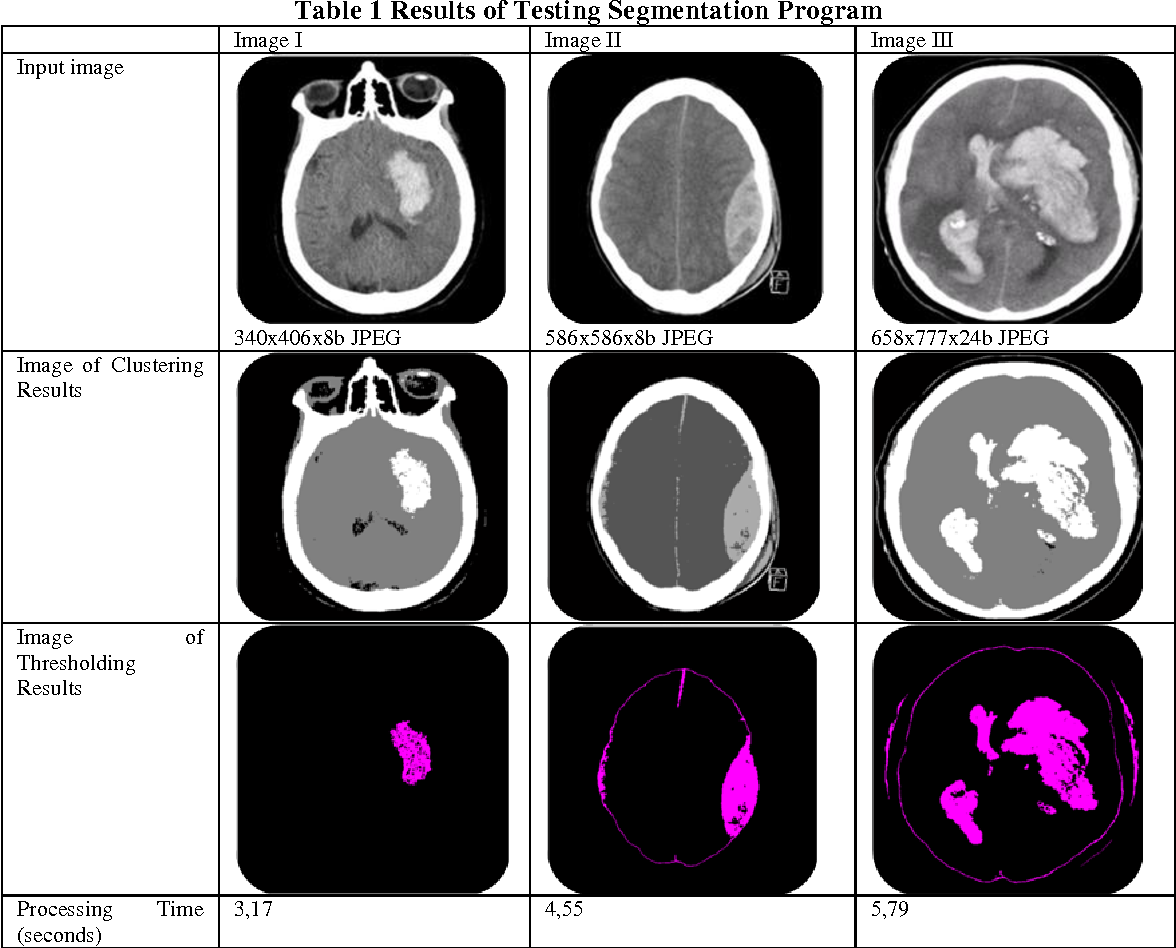 Table 1 Results of Testing Segmentation Program
Image I Image II Image III
Input image
340x406x8b JPEG 586x586x8b JPEG 658x777x24b JPEG
Image of Clustering
Results
Image of
Thresholding
Results
Processing Time
(seconds)
3,17 4,55 5,79